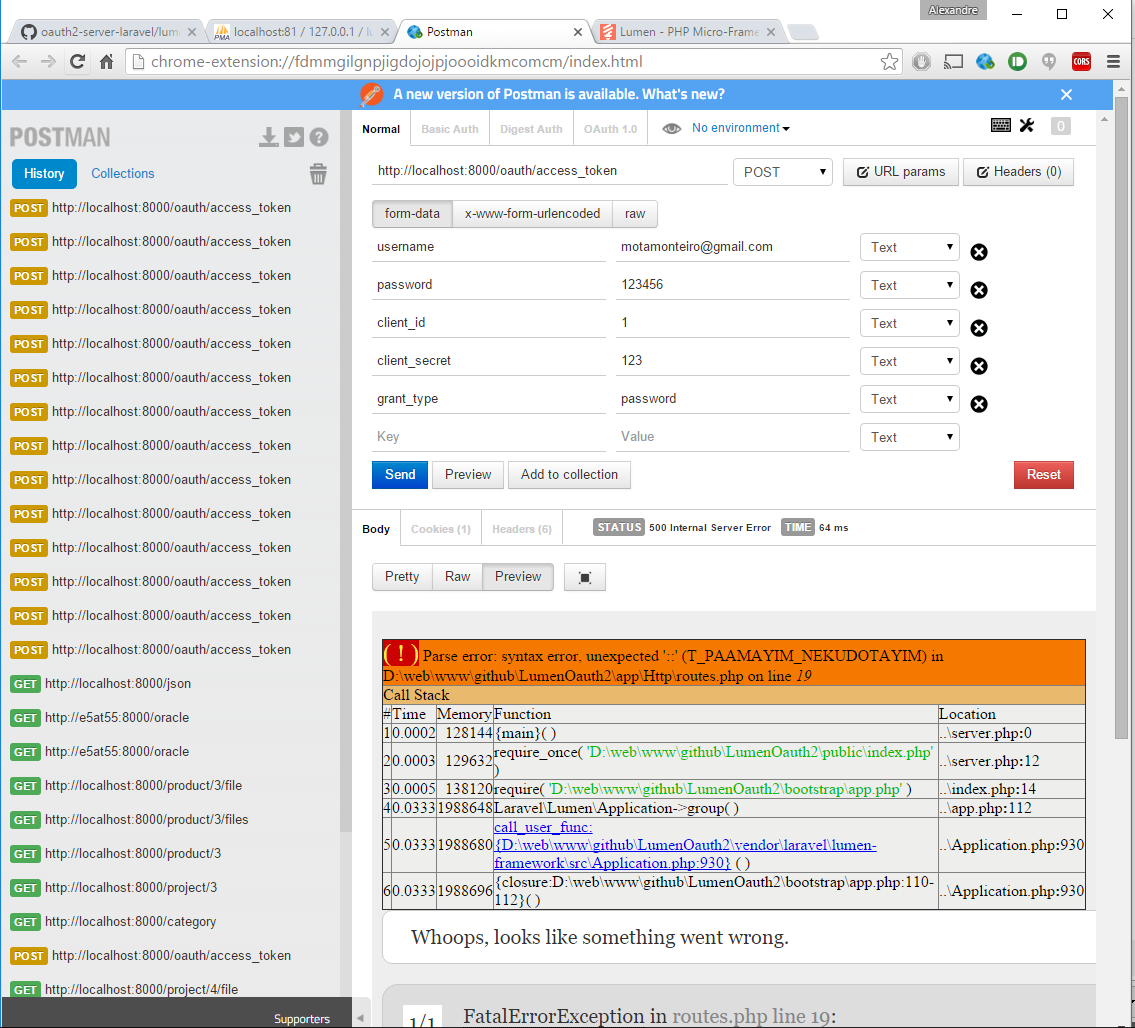 Alexandre
oauth2-server-laravel/lum
localhost:81 / 127.0.0.1 / lu
Postman
Lumen - PHP Micro-Frame
chrome-extension://fdmmgilgnpjigdojojpjoooidkmcomcm/index.html
CORS
A new version of Postman is available. What's new?
POSTMAN
History
Collections
POST http://localhost:8000/oauth/access_token
POST http://localhost:8000/oauth/access_token
POST http://localhost:8000/oauth/access_token
POST http://localhost:8000/oauth/access_token
POST http://localhost:8000/oauth/access_token
POST http://localhost:8000/oauth/access_token
POST http://localhost:8000/oauth/access_token
POST http://localhost:8000/oauth/access_token
POST http://localhost:8000/oauth/access_token
POST http://localhost:8000/oauth/access_token
POST http://localhost:8000/oauth/access_token
POST http://localhost:8000/oauth/access_token
POST http://localhost:8000/oauth/access_token
POST http://localhost:8000/oauth/access_token
GET http://localhost:8000/json
GET http://e5at55:8000/oracle
GET http://e5at55:8000/oracle
GET http://localhost:8000/product/3/file
GET http://localhost:8000/product/3/files
GET http://localhost:8000/product/3
GET http://localhost:8000/project/3
GET http://localhost:8000/category
POST http://localhost:8000/oauth/access_token
GET http://localhost:8000/project/4/file
Supporters
Normal Basic Auth Digest Auth OAuth 1.0 No environment 0
http://localhost:8000/oauth/access_token POST URL params Headers (0)
form-data x-www-form-urlencoded raw
username motamonteiro@gmail.com Text
password 123456 Text
client_id 1 Text
client_secret 123 Text
grant_type password Text
Key Value Text
Send Preview Add to collection Reset
Body Cookies (1) Headers (6) STATUS 500 Internal Server Error TIME 64 ms
Pretty Raw Preview
( ! ) Parse error: syntax error, unexpected '::' (T_PAAMAYIM_NEKUDOTAYIM) in
D:\web\www\github\LumenOauth2\app\Http\routes.php on line 19
Call Stack
# Time Memory Function Location
1 0.0002 128144 {main}( ) ..\server.php:0
2 0.0003 129632 require_once( 'D:\web\www\github\LumenOauth2\public\index.php' ) ..\server.php:12
3 0.0005 138120 require( 'D:\web\www\github\LumenOauth2\bootstrap\app.php' ) ..\index.php:14
4 0.0333 1988648 Laravel\Lumen\Application->group( ) ..\app.php:112
5 0.0333 1988680 call_user_func:
{D:\web\www\github\LumenOauth2\vendor\laravel\lumen-
framework\src\Application.php:930} ( ) ..\Application.php:930
6 0.0333 1988696 {closure:D:\web\www\github\LumenOauth2\bootstrap\app.php:110-
112}( ) ..\Application.php:930
Whoops, looks like something went wrong.
1/1 FatalErrorException in routes.php line 19: